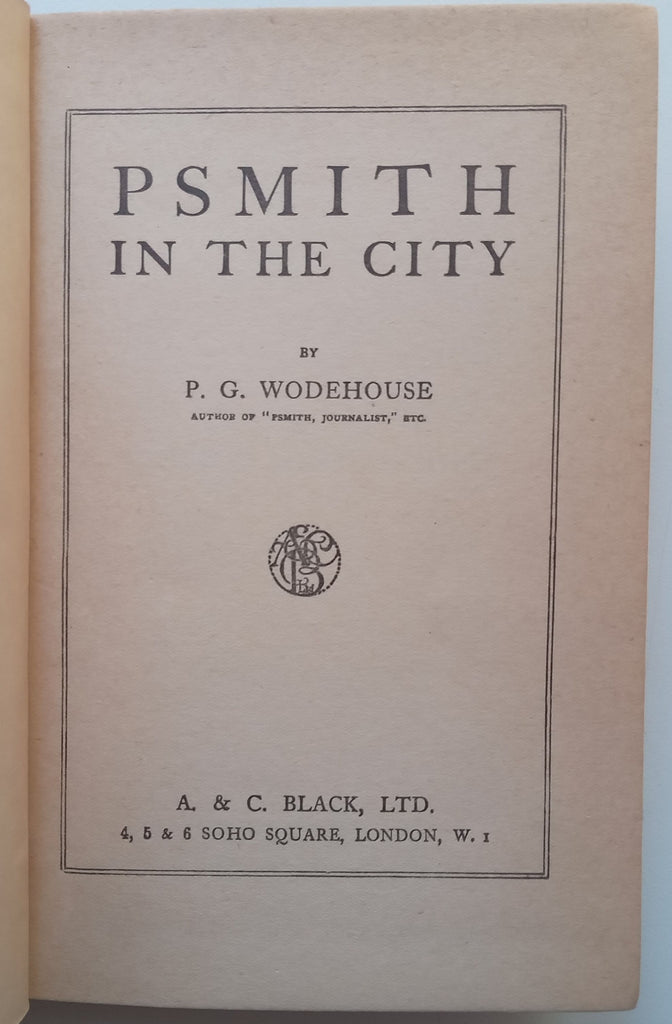 PSMITH
IN THE CITY
BY
P. G. WODEHOUSE
AUTHOR OF "PSMITH, JOURNALIST," ETC.
A. & C. BLACK, LTD.
4, 5 & 6 SOHO SQUARE, LONDON, W. 1